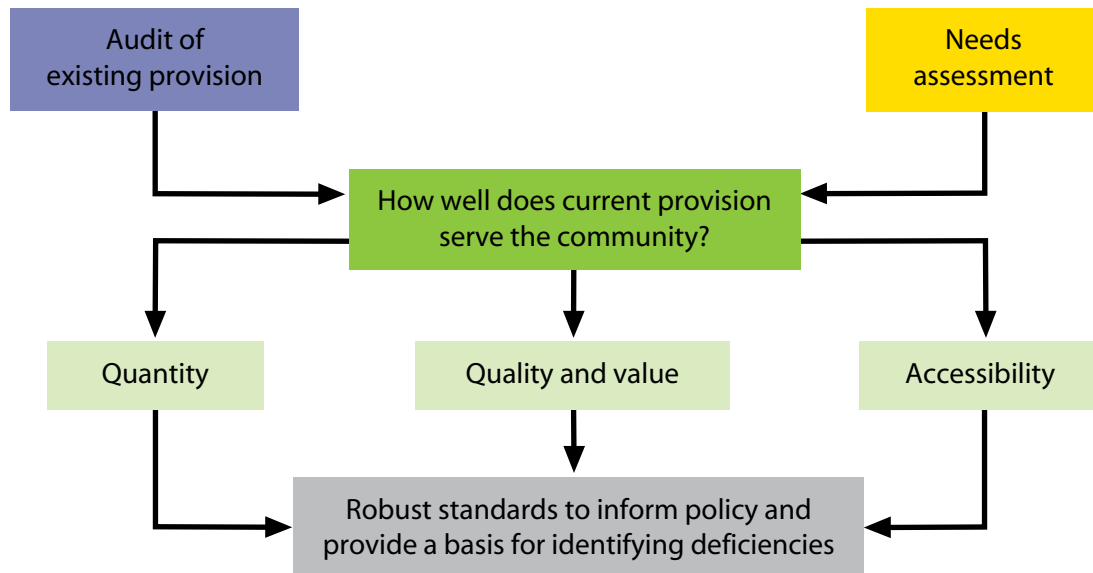 Audit of
existing provision
Needs
assessment
How well does current provision
serve the community?
Quantity
Quality and value
Accessibility
Robust standards to inform policy and
provide a basis for identifying deficiencies